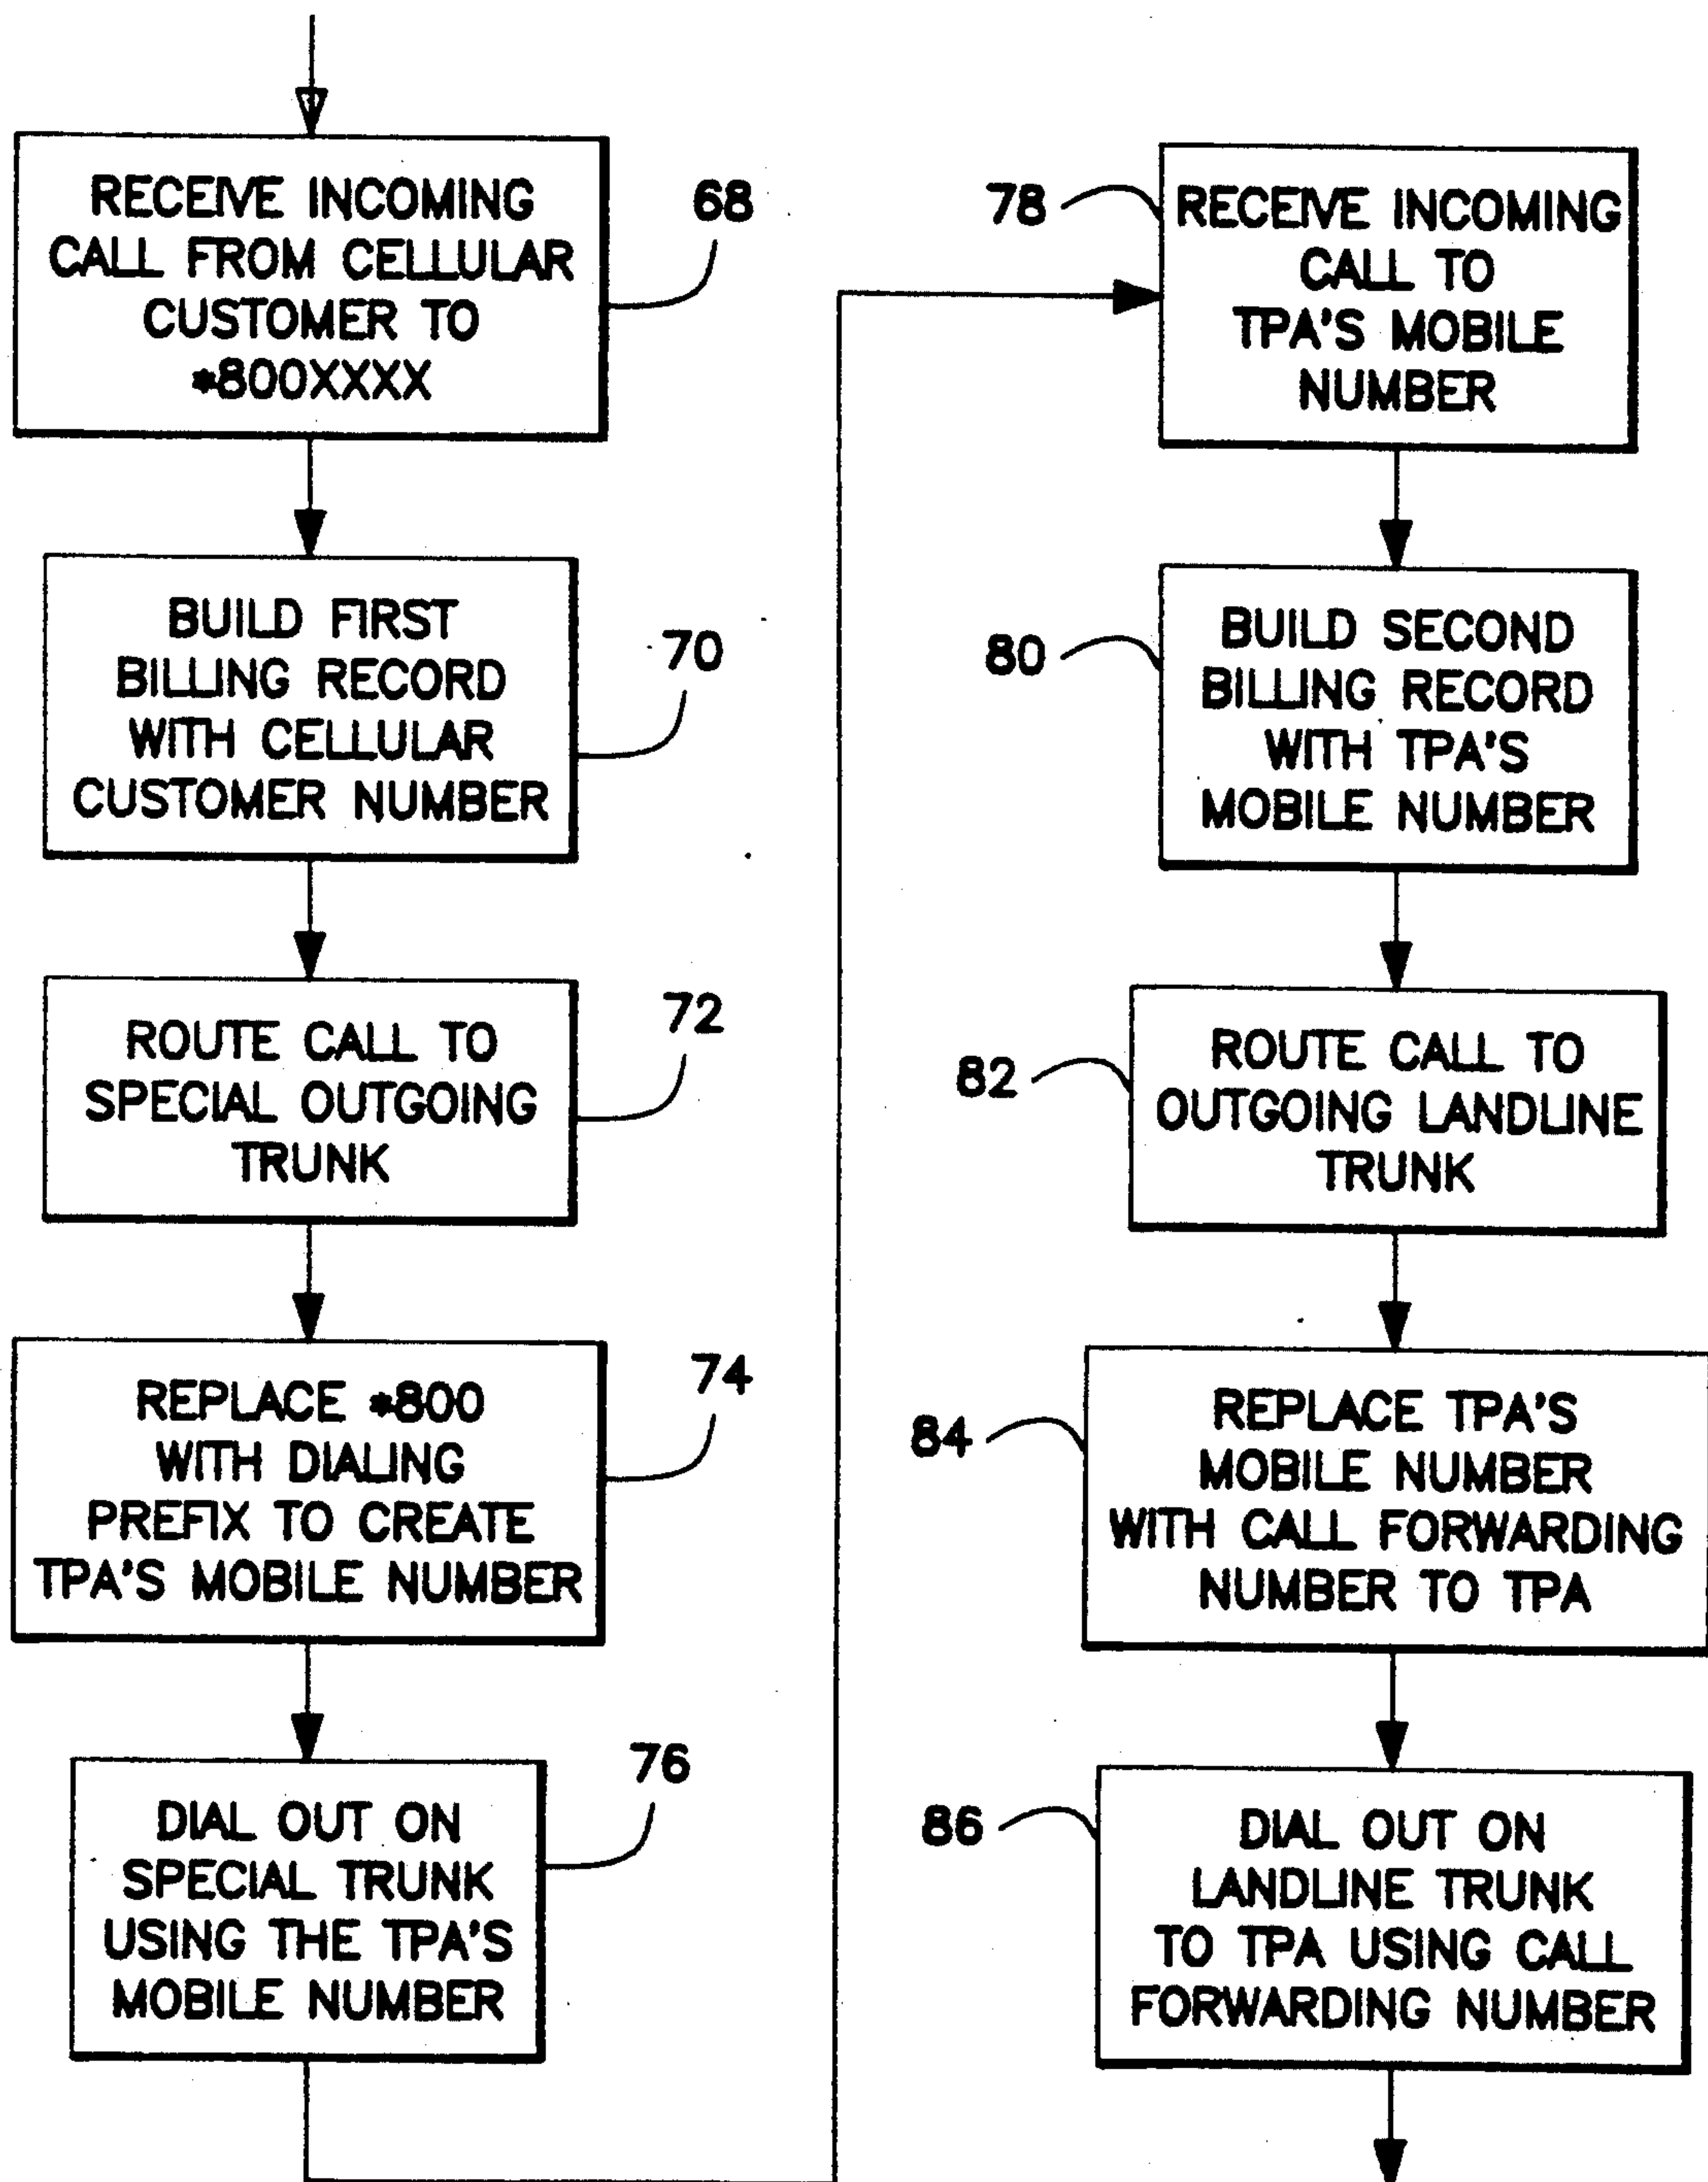 RECEIVE INCOMING
CALL FROM CELLULAR
CUSTOMER TO
*800XXXX
68
BUILD FIRST
BILLING RECORD
WITH CELLULAR
CUSTOMER NUMBER
70
ROUTE CALL TO
SPECIAL OUTGOING
TRUNK
72
REPLACE *800
WITH DIALING
PREFIX TO CREATE
TPA'S MOBILE NUMBER
74
DIAL OUT ON
SPECIAL TRUNK
USING THE TPA'S
MOBILE NUMBER
76
78
RECEIVE INCOMING
CALL TO
TPA'S MOBILE
NUMBER
80
BUILD SECOND
BILLING RECORD
WITH TPA'S
MOBILE NUMBER
82
ROUTE CALL TO
OUTGOING LANDLINE
TRUNK
84
REPLACE TPA'S
MOBILE NUMBER
WITH CALL FORWARDING
NUMBER TO TPA
86
DIAL OUT ON
LANDLINE TRUNK
TO TPA USING CALL
FORWARDING NUMBER